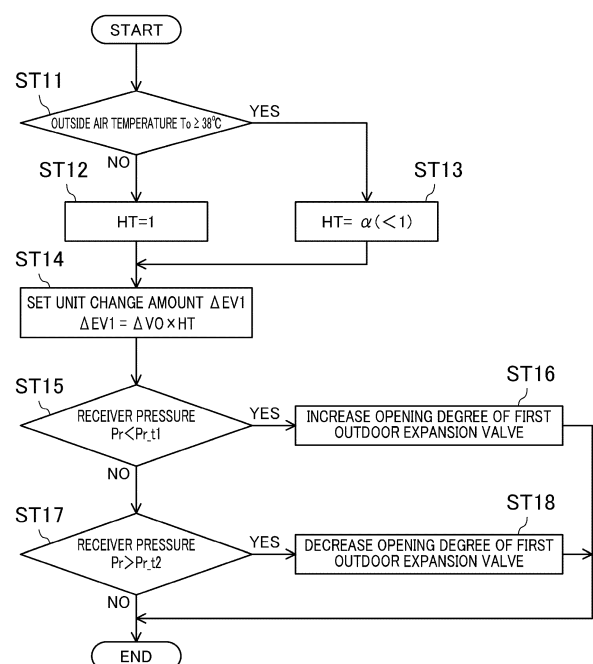 START
ST11
OUTSIDE AIR TEMPERATURE To ≥ 38℃
YES
NO
ST12
HT=1
ST13
HT= α(<1)
ST14
SET UNIT CHANGE AMOUNT ΔEV1
ΔEV1 = ΔVO×HT
ST15
RECEIVER PRESSURE
Pr<Pr_t1
YES
NO
ST16
INCREASE OPENING DEGREE OF FIRST
OUTDOOR EXPANSION VALVE
ST17
RECEIVER PRESSURE
Pr>Pr_t2
YES
NO
ST18
DECREASE OPENING DEGREE OF FIRST
OUTDOOR EXPANSION VALVE
END